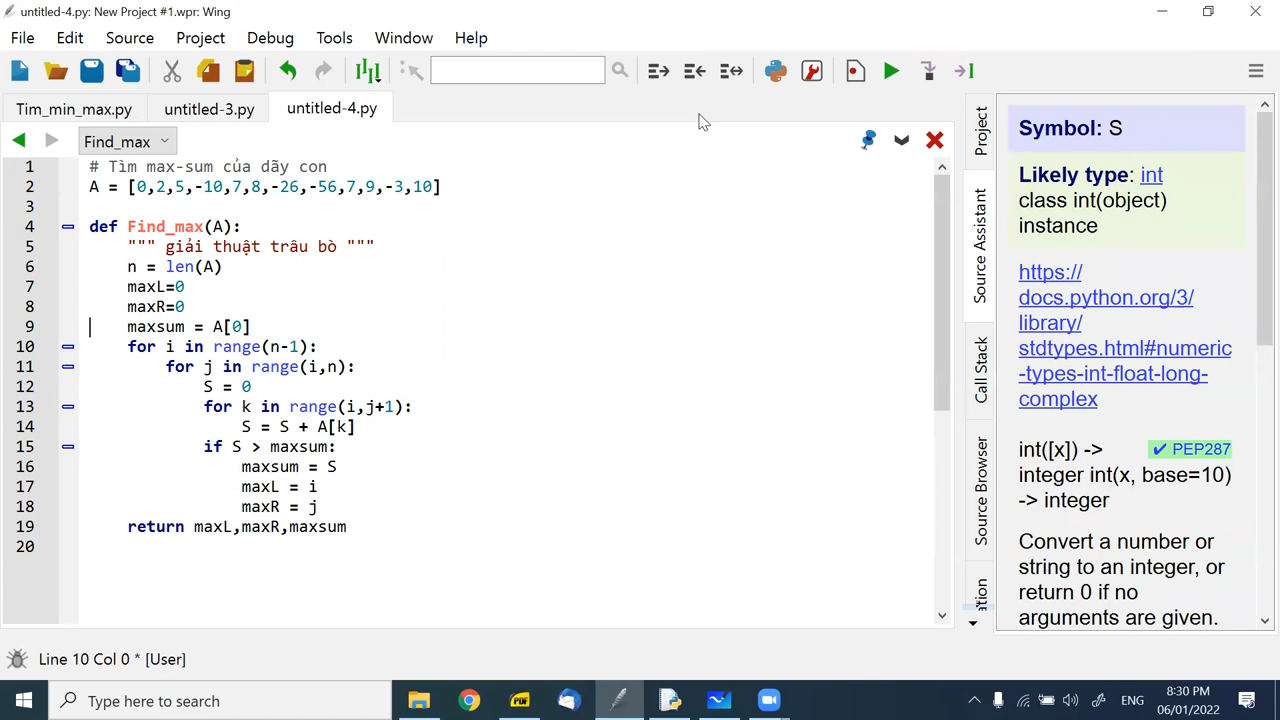 untitled-4.py: New Project #1.wpr: Wing
File Edit Source Project Debug Tools Window Help
Tim_min_max.py untitled-3.py untitled-4.py
Find_max
1 # Tìm max-sum của dãy con
2 A = [0,2,5,-10,7,8,-26,-56,7,9,-3,10]
3
4 def Find_max(A):
5 """ giải thuật trâu bò """
6 n = len(A)
7 maxL=0
8 maxR=0
9 maxsum = A[0]
10 for i in range(n-1):
11 for j in range(i,n):
12 S = 0
13 for k in range(i,j+1):
14 S = S + A[k]
15 if S > maxsum:
16 maxsum = S
17 maxL = i
18 maxR = j
19 return maxL,maxR,maxsum
20
Project
Source Assistant
Call Stack
Source Browser
Symbol: S
Likely type: int
class int(object)
instance
https://
docs.python.org/3/
library/
stdtypes.html#numeric
-types-int-float-long-
complex
int([x]) -> ✔ PEP287
integer int(x, base=10)
-> integer
Convert a number or
string to an integer, or
return 0 if no
arguments are given.
Line 10 Col 0 * [User]
Type here to search
PDF
ENG
8:30 PM
06/01/2022